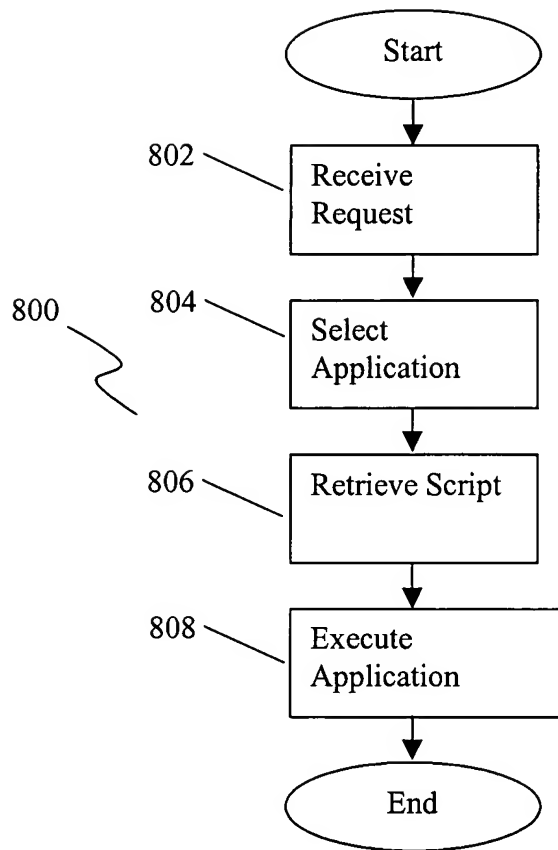 Start
802
Receive
Request
804
Select
Application
800
806
Retrieve Script
808
Execute
Application
End